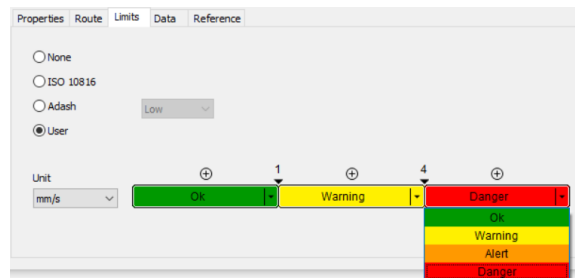 Properties Route Limits Data Reference
None
ISO 10816
Adash Low
User
Unit 1 4
mm/s Ok Warning Danger
Ok
Warning
Alert
Danger